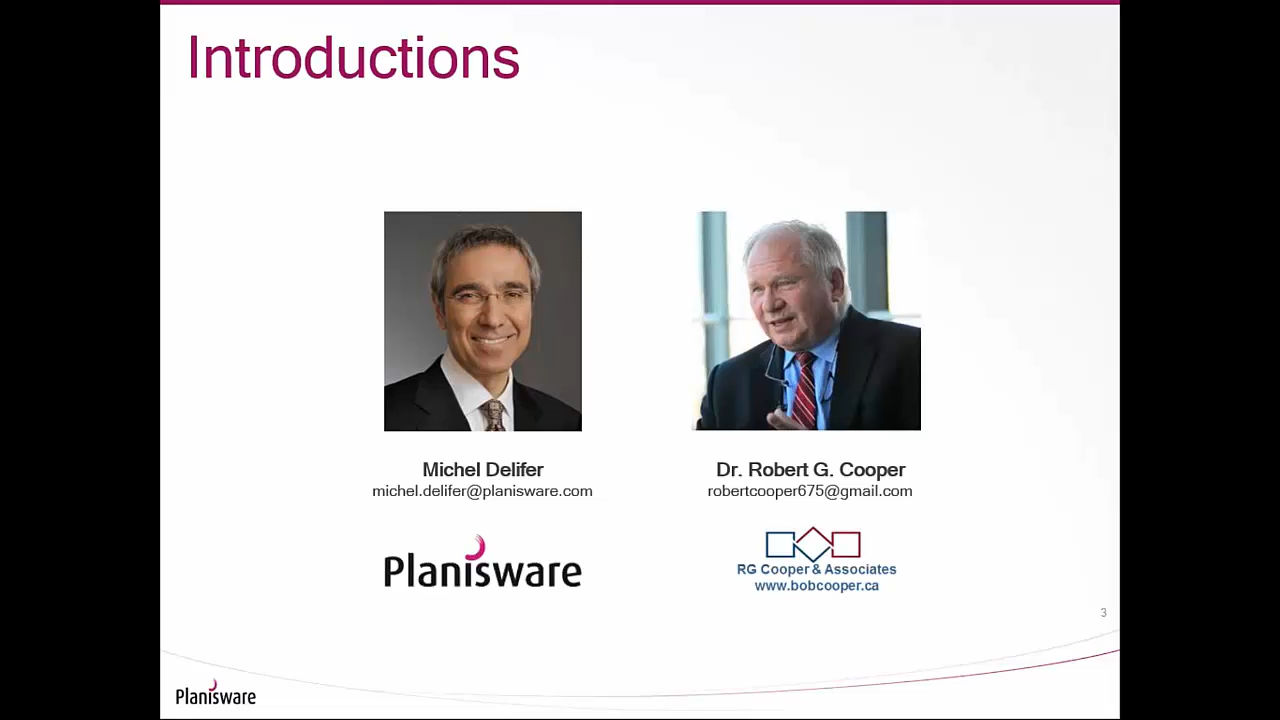 Introductions
Michel Delifer
michel.delifer@planisware.com
Planisware
Dr. Robert G. Cooper
robertcooper675@gmail.com
RG Cooper & Associates
www.bobcooper.ca
3
Planisware